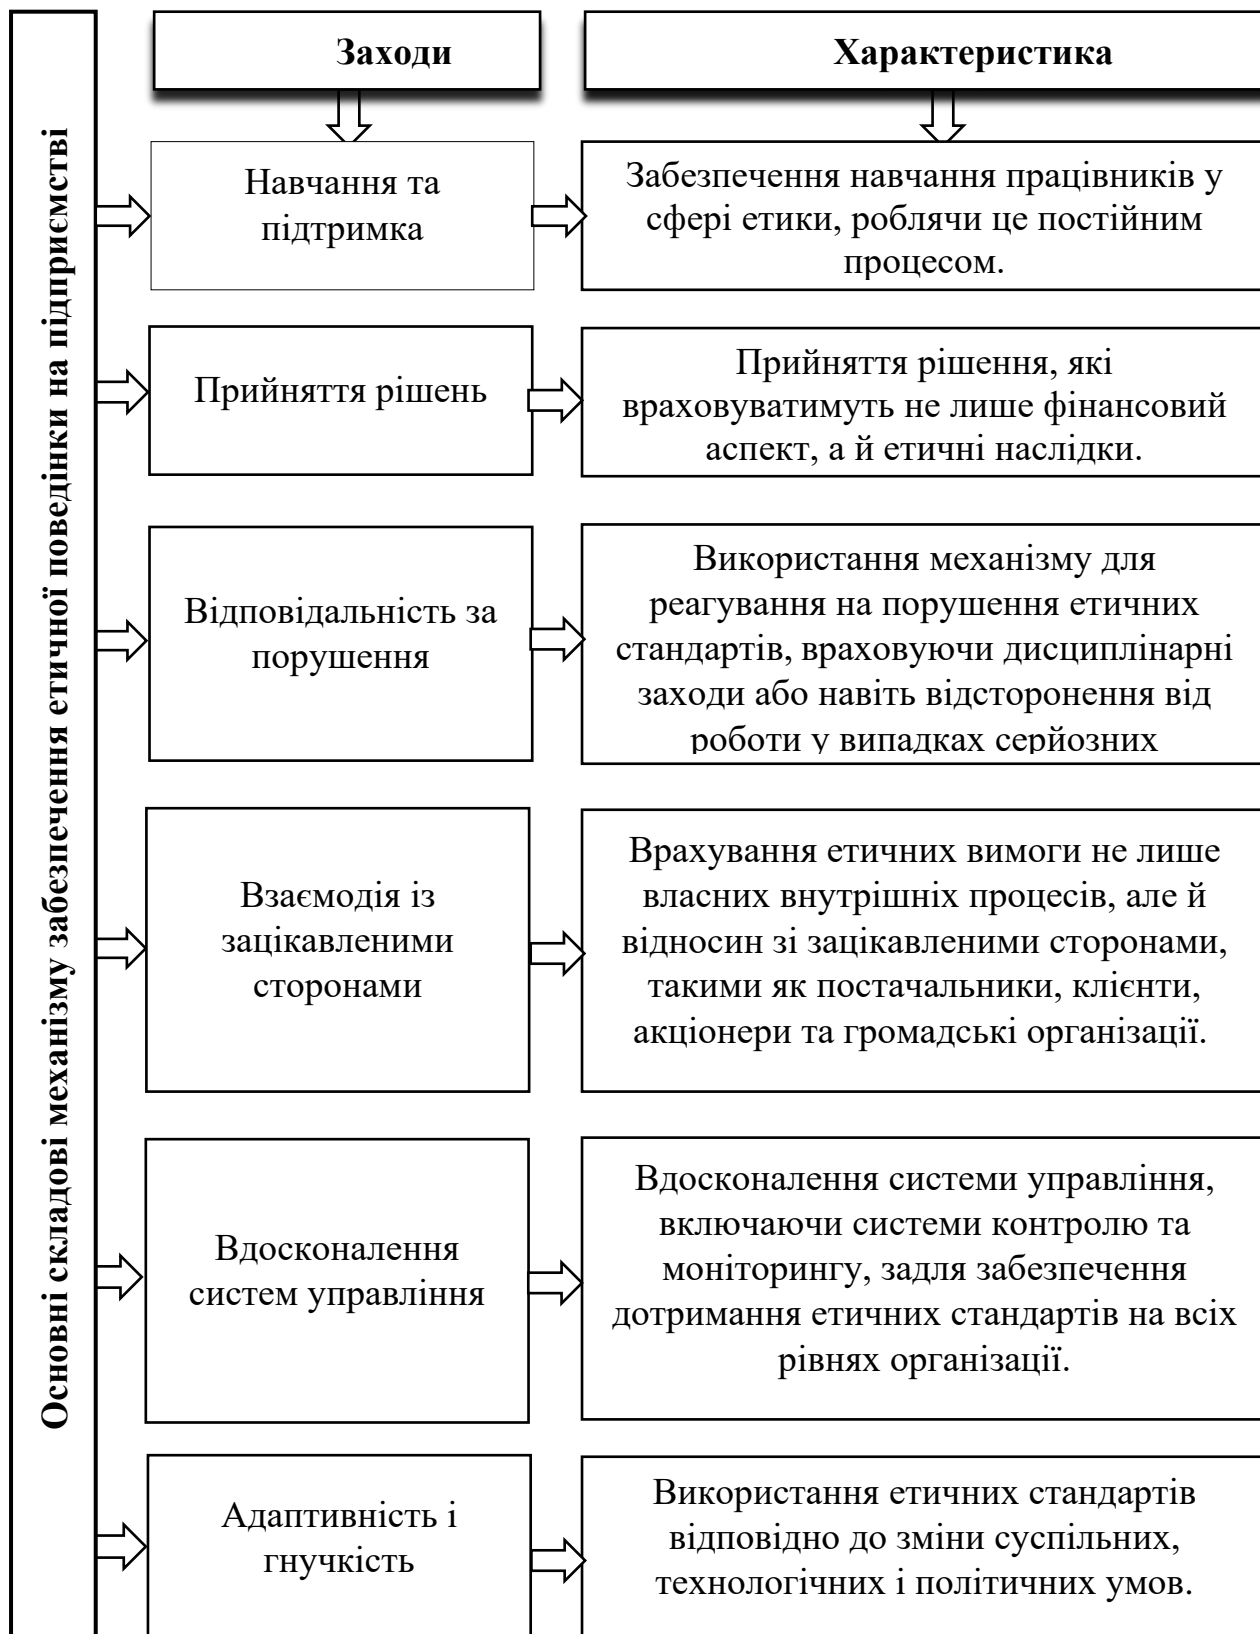 Основні складові механізму забезпечення етичної поведінки на підприємстві
Заходи
Характеристика
Навчання та
підтримка
Забезпечення навчання працівників у
сфері етики, роблячи це постійним
процесом.
Прийняття рішень
Прийняття рішення, які
враховуватимуть не лише фінансовий
аспект, а й етичні наслідки.
Відповідальність за
порушення
Використання механізму для
реагування на порушення етичних
стандартів, враховуючи дисциплінарні
заходи або навіть відсторонення від
роботи у випадках серйозних
Взаємодія із
зацікавленими
сторонами
Врахування етичних вимоги не лише
власних внутрішніх процесів, але й
відносин зі зацікавленими сторонами,
такими як постачальники, клієнти,
акціонери та громадські організації.
Вдосконалення
систем управління
Вдосконалення системи управління,
включаючи системи контролю та
моніторингу, задля забезпечення
дотримання етичних стандартів на всіх
рівнях організації.
Адаптивність і
гнучкість
Використання етичних стандартів
відповідно до зміни суспільних,
технологічних і політичних умов.